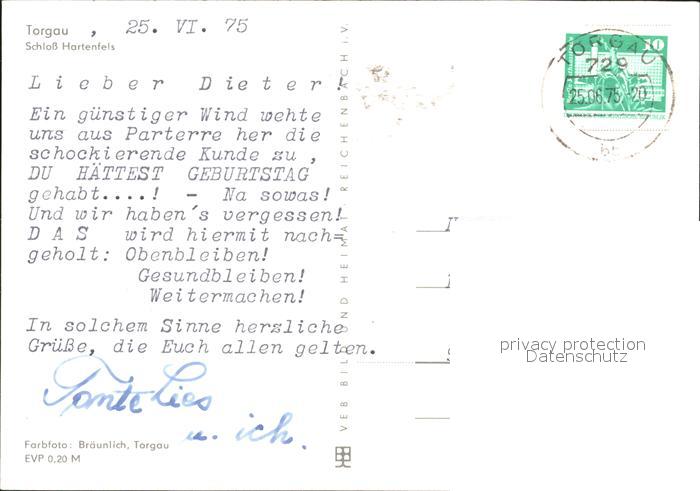 Torgau , 25. VI. 75
Schloß Hartenfels
Lieber Dieter!
Ein günstiger Wind wehte
uns aus Parterre her die
schockierende Kunde zu ,
DU HÄTTEST GEBURTSTAG
gehabt....! - Na sowas!
Und wir haben´s vergessen!
D A S wird hiermit nach=
geholt: Obenbleiben!
Gesundbleiben!
Weitermachen!
In solchem Sinne herzliche
Grüße, die Euch allen gelten.
Tante Lies
u. ich.
Farbfoto: Bräunlich, Torgau
EVP 0,20 M
VEB BILD UND HEIMAT REICHENBACH i.V.
TORGAU
729
25.06.75-20
10
privacy protection
Datenschutz